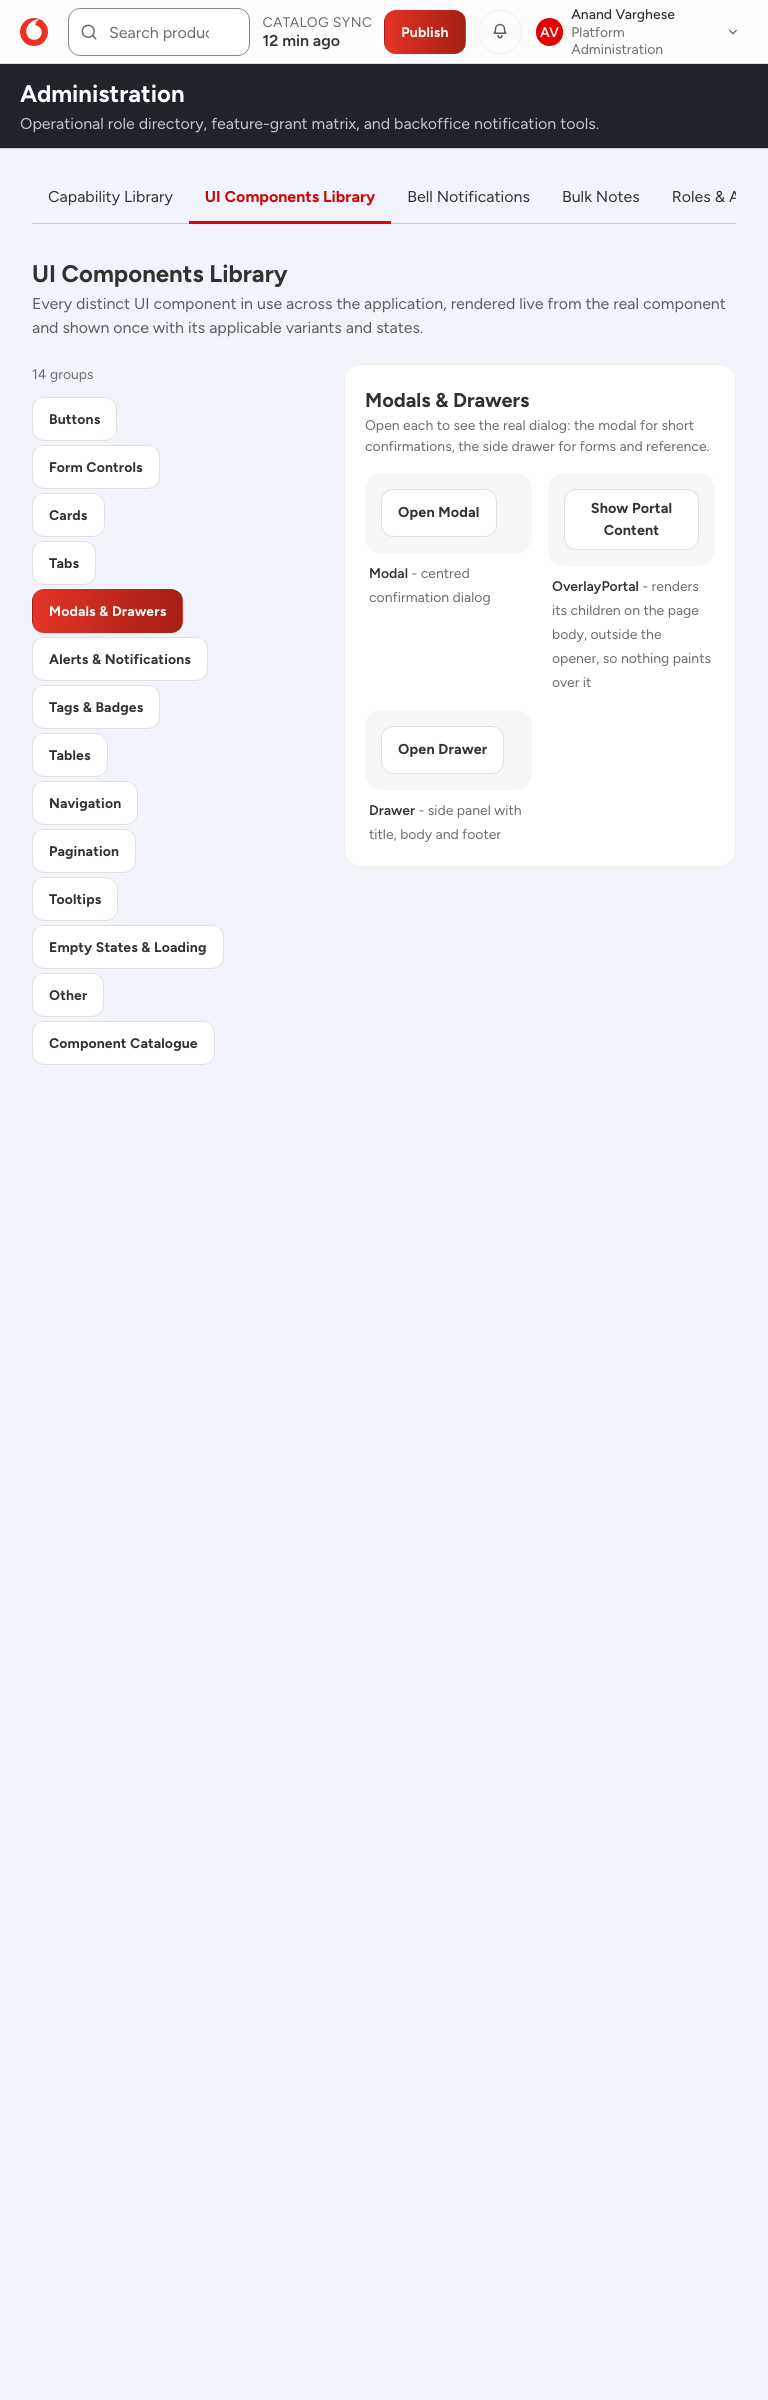 Search produc
CATALOG SYNC
12 min ago
Publish
AV
Anand Varghese
Platform
Administration
Administration
Operational role directory, feature-grant matrix, and backoffice notification tools.
Capability Library
UI Components Library
Bell Notifications
Bulk Notes
Roles & A
UI Components Library
Every distinct UI component in use across the application, rendered live from the real component
and shown once with its applicable variants and states.
14 groups
Buttons
Form Controls
Cards
Tabs
Modals & Drawers
Alerts & Notifications
Tags & Badges
Tables
Navigation
Pagination
Tooltips
Empty States & Loading
Other
Component Catalogue
Modals & Drawers
Open each to see the real dialog: the modal for short
confirmations, the side drawer for forms and reference.
Open Modal
Modal - centred
confirmation dialog
Show Portal
Content
OverlayPortal - renders
its children on the page
body, outside the
opener, so nothing paints
over it
Open Drawer
Drawer - side panel with
title, body and footer